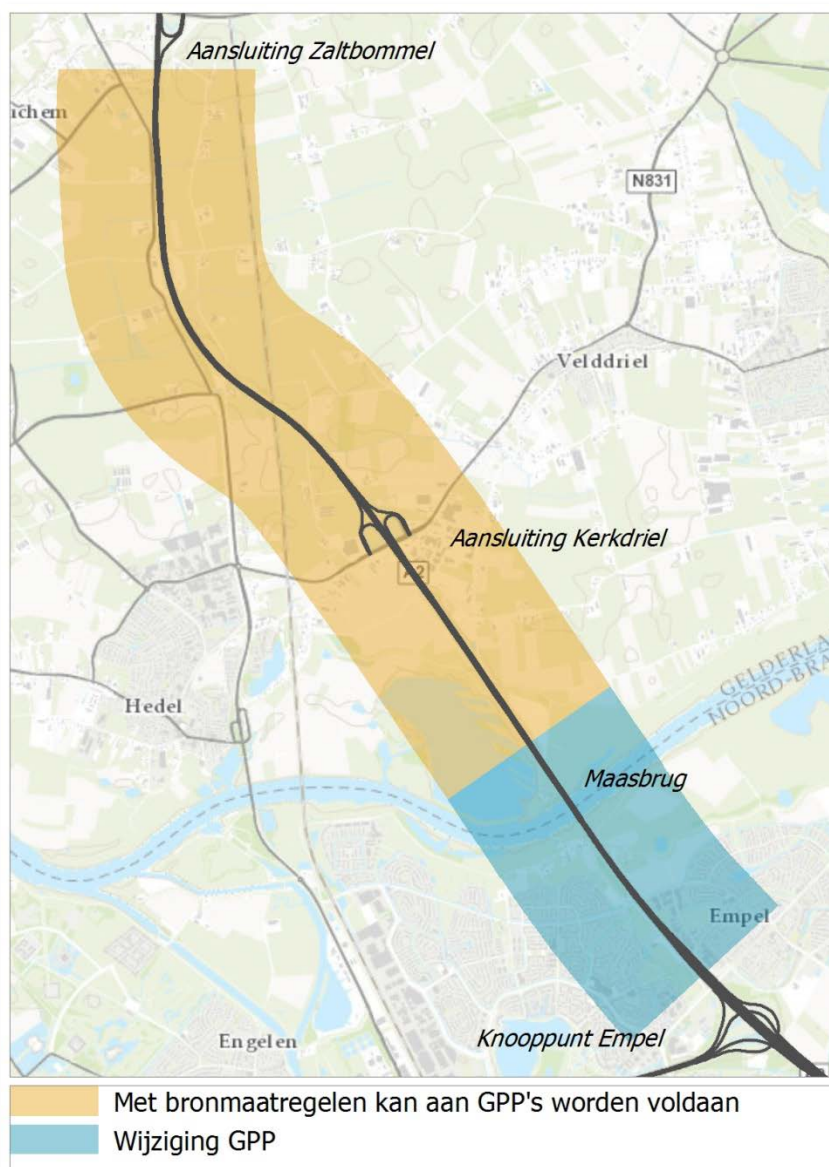 Aansluiting Zaltbommel
N831
Velddriel
Aansluiting Kerkdriel
A2
Hedel
Maasbrug
Empel
Knooppunt Empel
Engelen
Met bronmaatregelen kan aan GPP's worden voldaan
Wijziging GPP